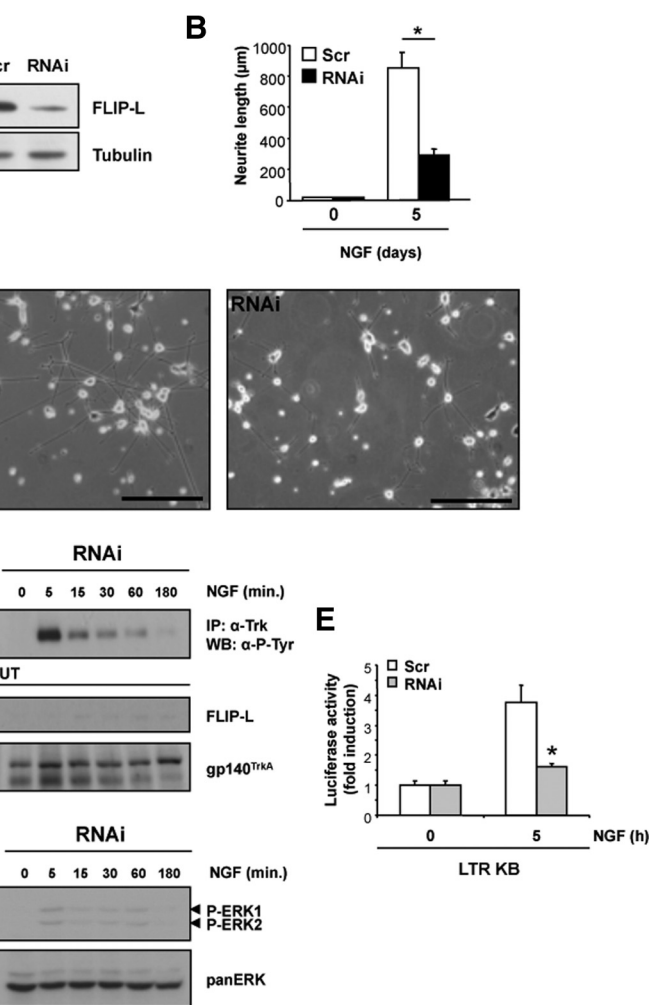 B
cr RNAi
FLIP-L
Tubulin
Neurite length (µm)
1000
800
600
400
200
0
Scr
RNAi
*
0 5
NGF (days)
RNAi
RNAi
0 5 15 30 60 180 NGF (min.)
IP: α-Trk
WB: α-P-Tyr
UT
FLIP-L
gp140TrkA
E
Luciferase activity
(fold induction)
5
4
3
2
1
0
Scr
RNAi
*
0 5 NGF (h)
LTR KB
RNAi
0 5 15 30 60 180 NGF (min.)
P-ERK1
P-ERK2
panERK